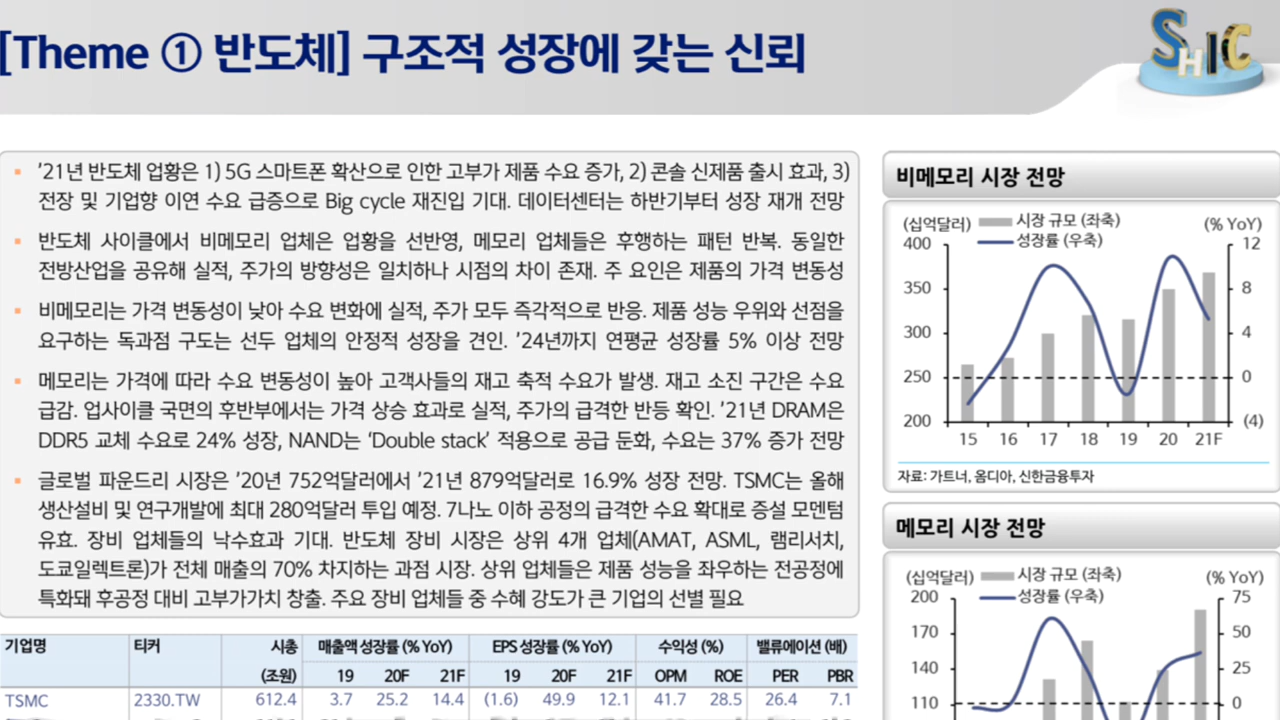 [Theme ① 반도체] 구조적 성장에 갖는 신뢰
SHIC
’21년 반도체 업황은 1) 5G 스마트폰 확산으로 인한 고부가 제품 수요 증가, 2) 콘솔 신제품 출시 효과, 3)
전장 및 기업향 이연 수요 급증으로 Big cycle 재진입 기대. 데이터센터는 하반기부터 성장 재개 전망
반도체 사이클에서 비메모리 업체은 업황을 선반영, 메모리 업체들은 후행하는 패턴 반복. 동일한
전방산업을 공유해 실적, 주가의 방향성은 일치하나 시점의 차이 존재. 주 요인은 제품의 가격 변동성
비메모리는 가격 변동성이 낮아 수요 변화에 실적, 주가 모두 즉각적으로 반응. 제품 성능 우위와 선점을
요구하는 독과점 구도는 선두 업체의 안정적 성장을 견인. ’24년까지 연평균 성장률 5% 이상 전망
메모리는 가격에 따라 수요 변동성이 높아 고객사들의 재고 축적 수요가 발생. 재고 소진 구간은 수요
급감. 업사이클 국면의 후반부에서는 가격 상승 효과로 실적, 주가의 급격한 반등 확인. ’21년 DRAM은
DDR5 교체 수요로 24% 성장, NAND는 ‘Double stack’ 적용으로 공급 둔화, 수요는 37% 증가 전망
글로벌 파운드리 시장은 ’20년 752억달러에서 ’21년 879억달러로 16.9% 성장 전망. TSMC는 올해
생산설비 및 연구개발에 최대 280억달러 투입 예정. 7나노 이하 공정의 급격한 수요 확대로 증설 모멘텀
유효. 장비 업체들의 낙수효과 기대. 반도체 장비 시장은 상위 4개 업체(AMAT, ASML, 램리서치,
도쿄일렉트론)가 전체 매출의 70% 차지하는 과점 시장. 상위 업체들은 제품 성능을 좌우하는 전공정에
특화돼 후공정 대비 고부가가치 창출. 주요 장비 업체들 중 수혜 강도가 큰 기업의 선별 필요
기업명 티커 시총 매출액 성장률 (% YoY) EPS 성장률 (% YoY) 수익성 (%) 밸류에이션 (배)
(조원) 19 20F 21F 19 20F 21F OPM ROE PER PBR
TSMC 2330.TW 612.4 3.7 25.2 14.4 (1.6) 49.9 12.1 41.7 28.5 26.4 7.1
비메모리 시장 전망
(십억달러) 시장 규모 (좌축) (% YoY)
성장률 (우축)
400 12
350 8
300 4
250 0
200 (4)
15 16 17 18 19 20 21F
자료: 가트너, 옴디아, 신한금융투자
메모리 시장 전망
(십억달러) 시장 규모 (좌축) (% YoY)
성장률 (우축)
200 75
170 50
140 25
110 0